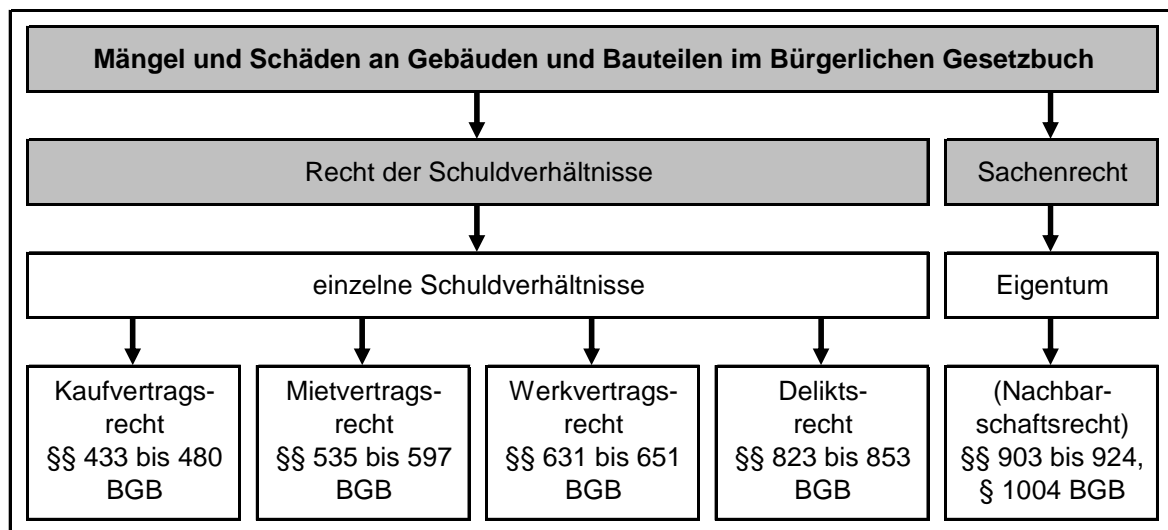 Mängel und Schäden an Gebäuden und Bauteilen im Bürgerlichen Gesetzbuch
Recht der Schuldverhältnisse
Sachenrecht
einzelne Schuldverhältnisse
Eigentum
Kaufvertrags-
recht
§§ 433 bis 480
BGB
Mietvertrags-
recht
§§ 535 bis 597
BGB
Werkvertrags-
recht
§§ 631 bis 651
BGB
Delikts-
recht
§§ 823 bis 853
BGB
(Nachbar-
schaftsrecht)
§§ 903 bis 924,
§ 1004 BGB